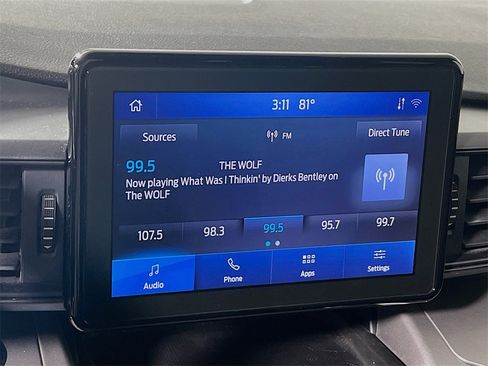 3:11 81°
Sources
FM
Direct Tune
99.5 THE WOLF
Now playing What Was I Thinkin' by Dierks Bentley on
The WOLF
107.5 98.3 99.5 95.7 99.7
Audio Phone Apps Settings